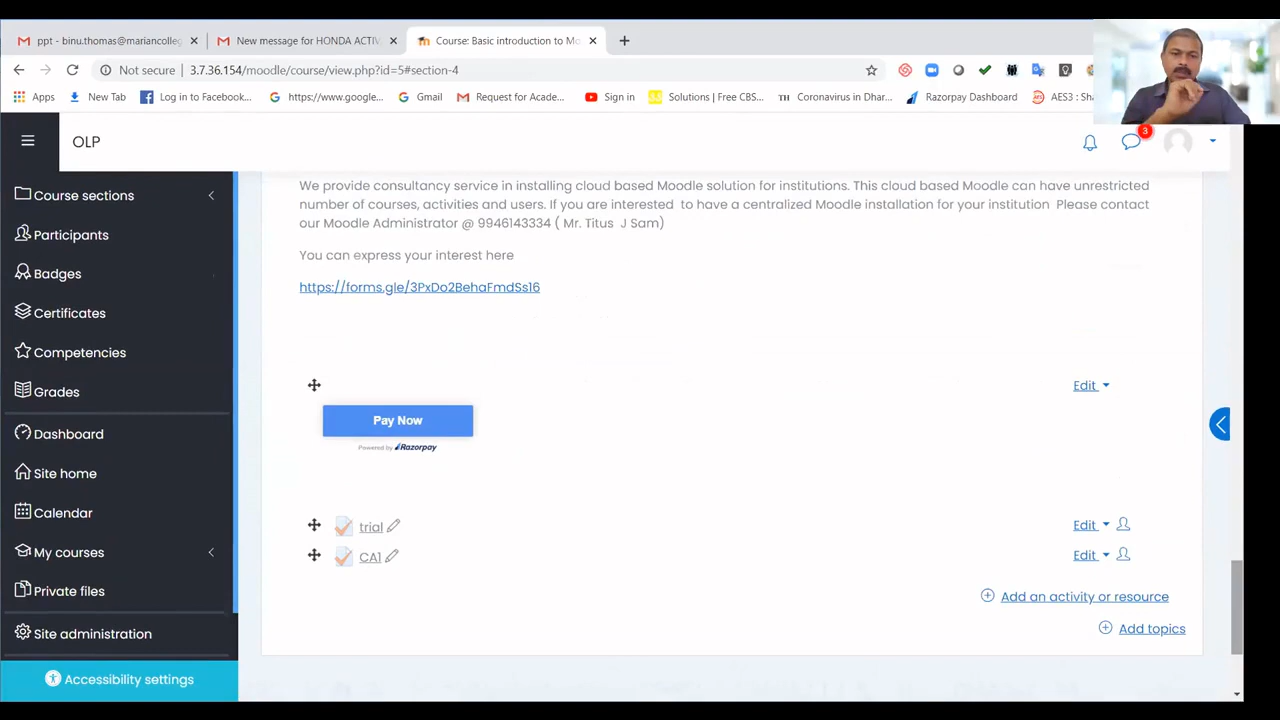 ppt - binu.thomas@mariancolleg
New message for HONDA ACTIV
Course: Basic introduction to Mo
Not secure | 3.7.36.154/moodle/course/view.php?id=5#section-4
Apps
New Tab
Log in to Facebook...
https://www.google...
Gmail
Request for Acade...
Sign in
Solutions | Free CBS...
TH Coronavirus in Dhar...
Razorpay Dashboard
AES3 : Sha
OLP
3
Course sections
Participants
Badges
Certificates
Competencies
Grades
Dashboard
Site home
Calendar
My courses
Private files
Site administration
Accessibility settings
We provide consultancy service in installing cloud based Moodle solution for institutions. This cloud based Moodle can have unrestricted
number of courses, activities and users. If you are interested to have a centralized Moodle installation for your institution Please contact
our Moodle Administrator @ 9946143334 ( Mr. Titus J Sam)
You can express your interest here
https://forms.gle/3PxDo2BehaFmdSs16
Edit
Pay Now
Powered by Razorpay
trial
Edit
CA1
Edit
Add an activity or resource
Add topics